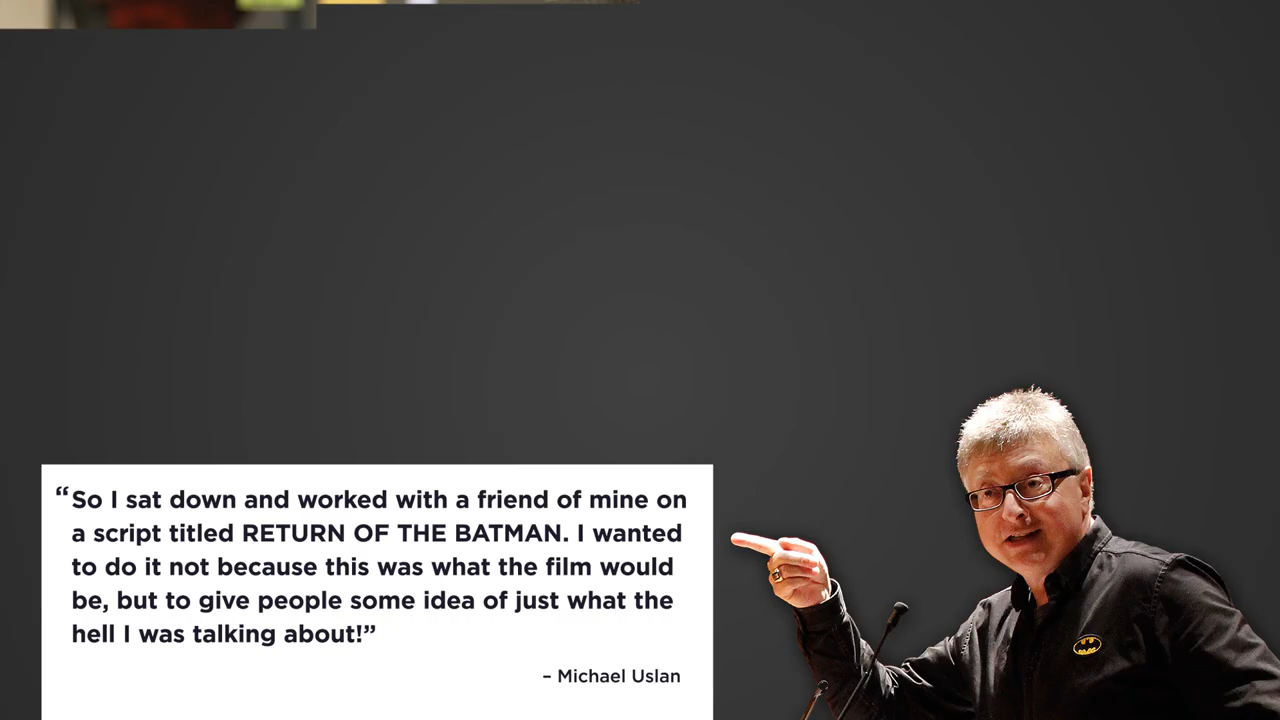 “So I sat down and worked with a friend of mine on
a script titled RETURN OF THE BATMAN. I wanted
to do it not because this was what the film would
be, but to give people some idea of just what the
hell I was talking about!”
– Michael Uslan